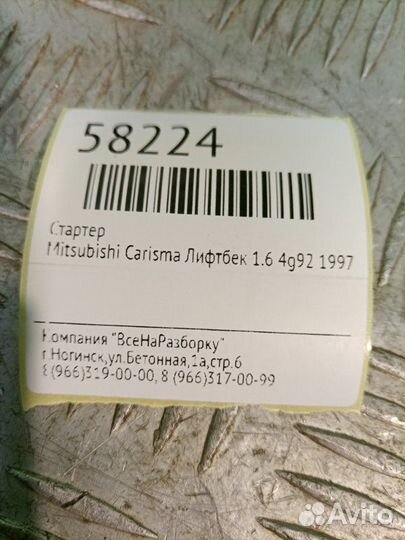 58224
Стартер
Mitsubishi Carisma Лифтбек 1.6 4g92 1997
Компания "ВсеНаРазборку"
г.Ногинск,ул.Бетонная,1а,стр.6
8 (966)319-00-00, 8 (966)317-00-99
Avito